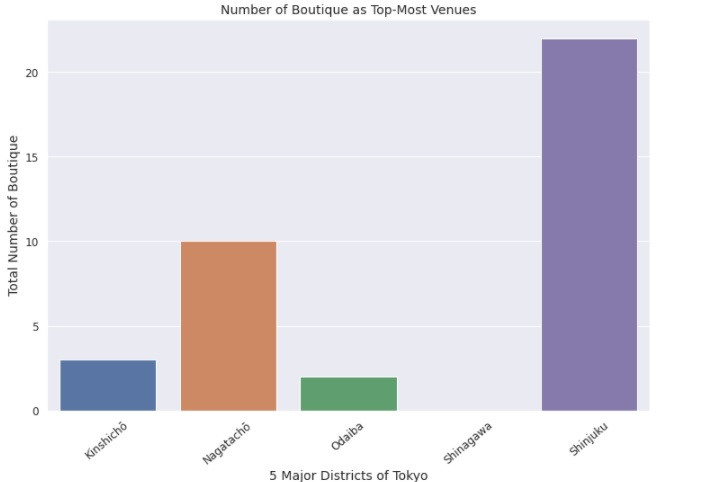 Number of Boutique as Top-Most Venues
Total Number of Boutique
20
15
10
5
0
Kinshichō
Nagatachō
Odaiba
Shinagawa
Shinjuku
5 Major Districts of Tokyo